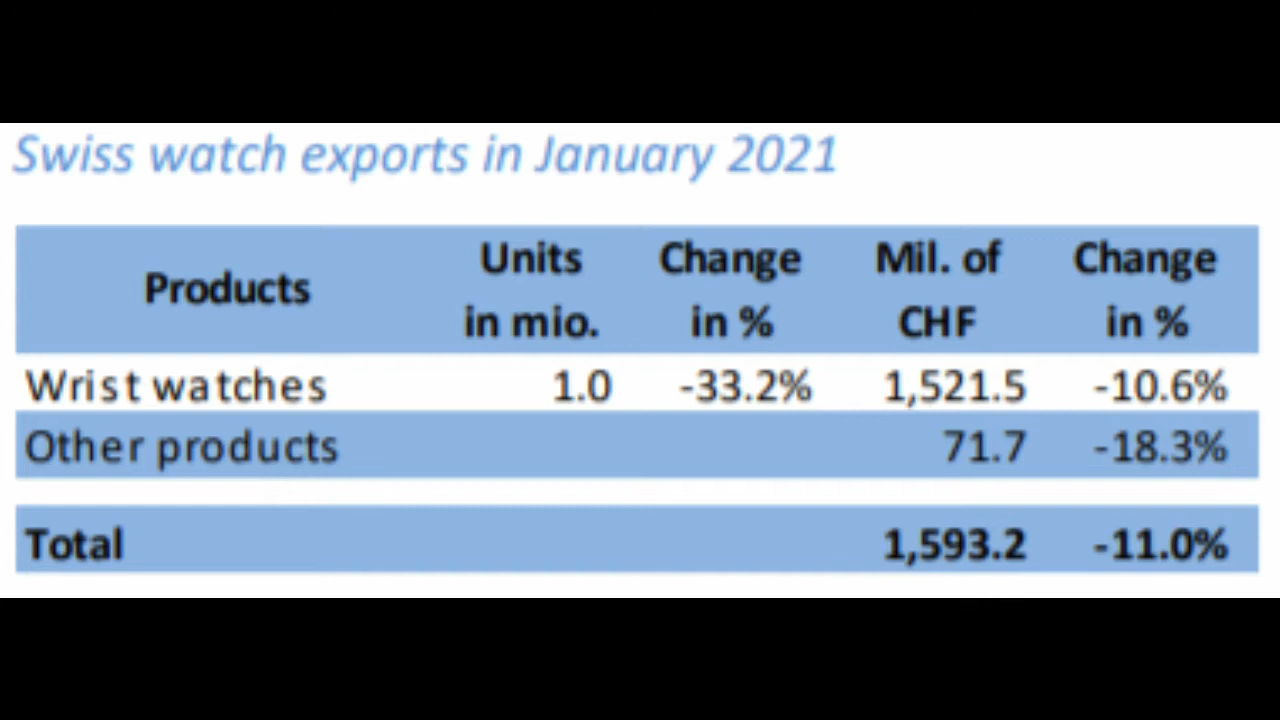 Swiss watch exports in January 2021
Products Units in mio. Change in % Mil. of CHF Change in %
Wrist watches 1.0 -33.2% 1,521.5 -10.6%
Other products 71.7 -18.3%
Total 1,593.2 -11.0%